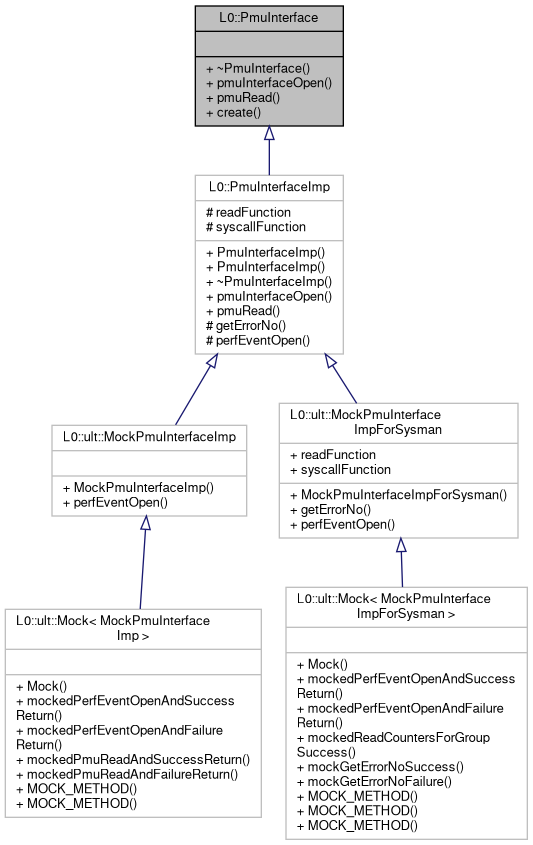 L0::PmuInterface
+ ~PmuInterface()
+ pmuInterfaceOpen()
+ pmuRead()
+ create()
L0::PmuInterfaceImp
# readFunction
# syscallFunction
+ PmuInterfaceImp()
+ PmuInterfaceImp()
+ ~PmuInterfaceImp()
+ pmuInterfaceOpen()
+ pmuRead()
# getErrorNo()
# perfEventOpen()
L0::ult::MockPmuInterfaceImp
+ MockPmuInterfaceImp()
+ perfEventOpen()
L0::ult::MockPmuInterface
ImpForSysman
+ readFunction
+ syscallFunction
+ MockPmuInterfaceImpForSysman()
+ getErrorNo()
+ perfEventOpen()
L0::ult::Mock< MockPmuInterface
Imp >
+ Mock()
+ mockedPerfEventOpenAndSuccess
Return()
+ mockedPerfEventOpenAndFailure
Return()
+ mockedPmuReadAndSuccessReturn()
+ mockedPmuReadAndFailureReturn()
+ MOCK_METHOD()
+ MOCK_METHOD()
L0::ult::Mock< MockPmuInterface
ImpForSysman >
+ Mock()
+ mockedPerfEventOpenAndSuccess
Return()
+ mockedPerfEventOpenAndFailure
Return()
+ mockedReadCountersForGroup
Success()
+ mockGetErrorNoSuccess()
+ mockGetErrorNoFailure()
+ MOCK_METHOD()
+ MOCK_METHOD()
+ MOCK_METHOD()